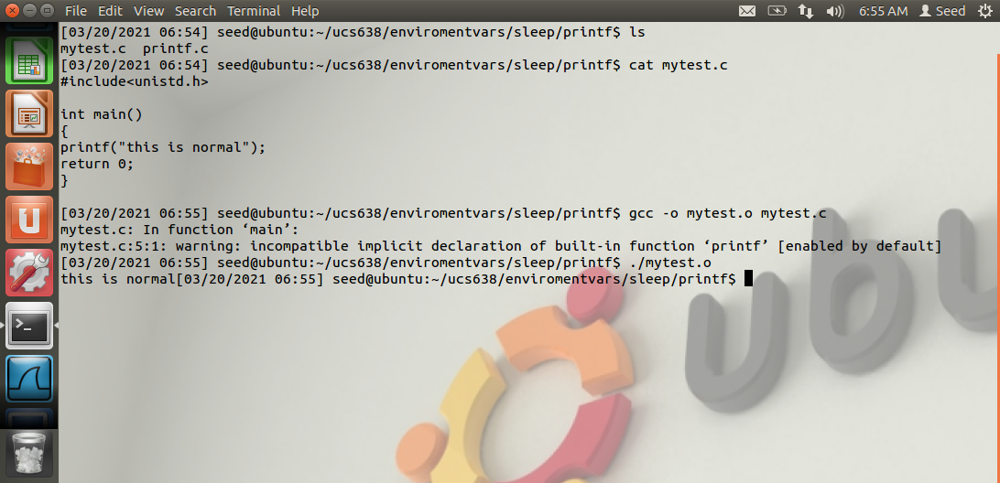 File Edit View Search Terminal Help 6:55 AM Seed
[03/20/2021 06:54] seed@ubuntu:~/ucs638/enviromentvars/sleep/printf$ ls
mytest.c  printf.c
[03/20/2021 06:54] seed@ubuntu:~/ucs638/enviromentvars/sleep/printf$ cat mytest.c
#include<unistd.h>
int main()
{
printf("this is normal");
return 0;
}
[03/20/2021 06:55] seed@ubuntu:~/ucs638/enviromentvars/sleep/printf$ gcc -o mytest.o mytest.c
mytest.c: In function ‘main’:
mytest.c:5:1: warning: incompatible implicit declaration of built-in function ‘printf’ [enabled by default]
[03/20/2021 06:55] seed@ubuntu:~/ucs638/enviromentvars/sleep/printf$ ./mytest.o
this is normal[03/20/2021 06:55] seed@ubuntu:~/ucs638/enviromentvars/sleep/printf$
ubu